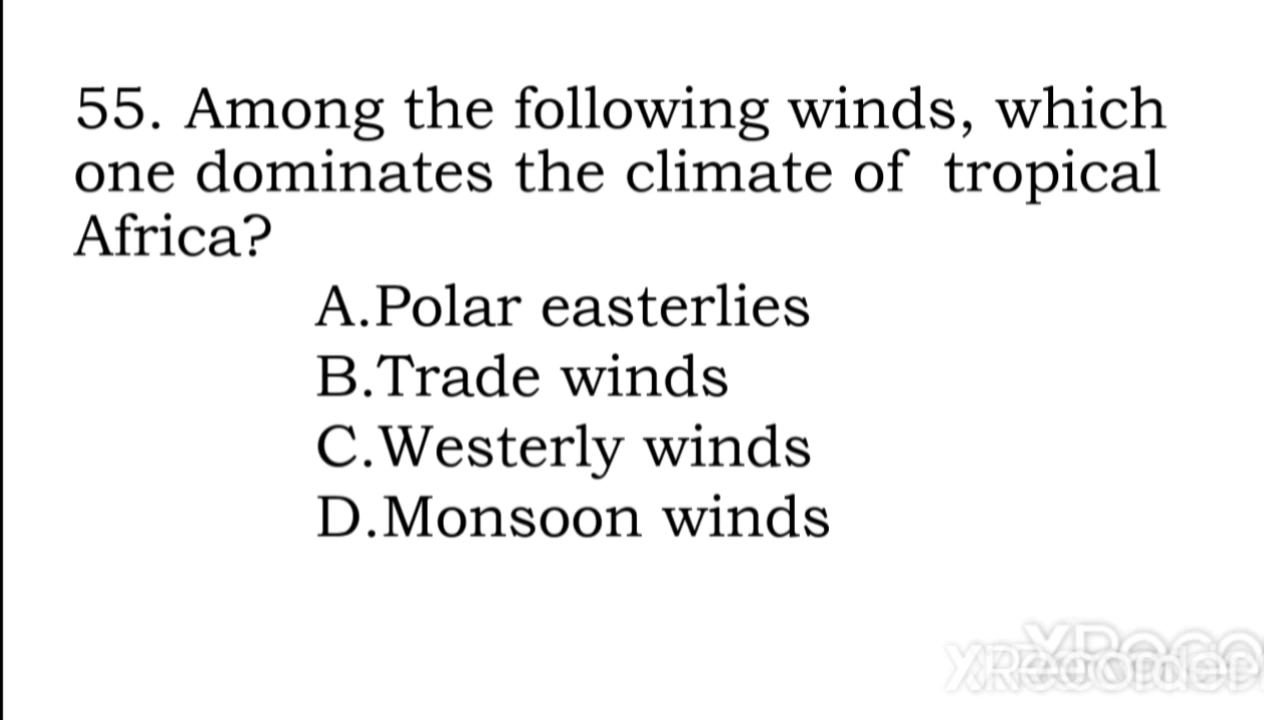 55. Among the following winds, which
one dominates the climate of tropical
Africa?
A.Polar easterlies
B.Trade winds
C.Westerly winds
D.Monsoon winds
XRecorder